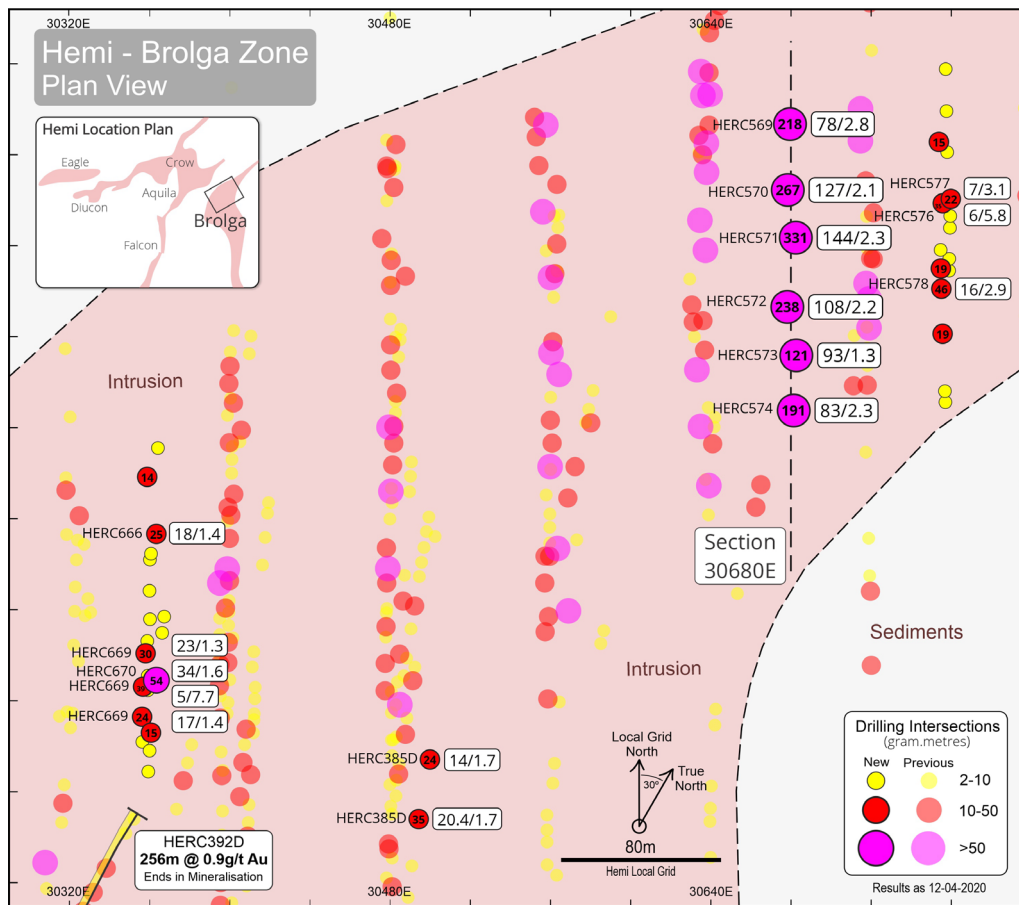 30320E
30480E
30640E
Hemi - Brolga Zone
Plan View
Hemi Location Plan
Eagle
Crow
Aquila
Diucon
Brolga
Falcon
HERC569
218
78/2.8
15
HERC577
7/3.1
HERC570
267
127/2.1
22
HERC576
6/5.8
HERC571
331
144/2.3
19
HERC578
46
16/2.9
HERC572
238
108/2.2
19
HERC573
121
93/1.3
Intrusion
HERC574
191
83/2.3
14
HERC666
25
18/1.4
Section
30680E
Sediments
HERC669
30
23/1.3
HERC670
54
34/1.6
HERC669
5/7.7
HERC669
24
17/1.4
15
Intrusion
HERC385D
24
14/1.7
HERC385D
35
20.4/1.7
Local Grid
North
True
North
30°
80m
Hemi Local Grid
Drilling Intersections
(gram.metres)
New
Previous
2-10
10-50
>50
Results as 12-04-2020
HERC392D
256m @ 0.9g/t Au
Ends in Mineralisation
30320E
30480E
30640E